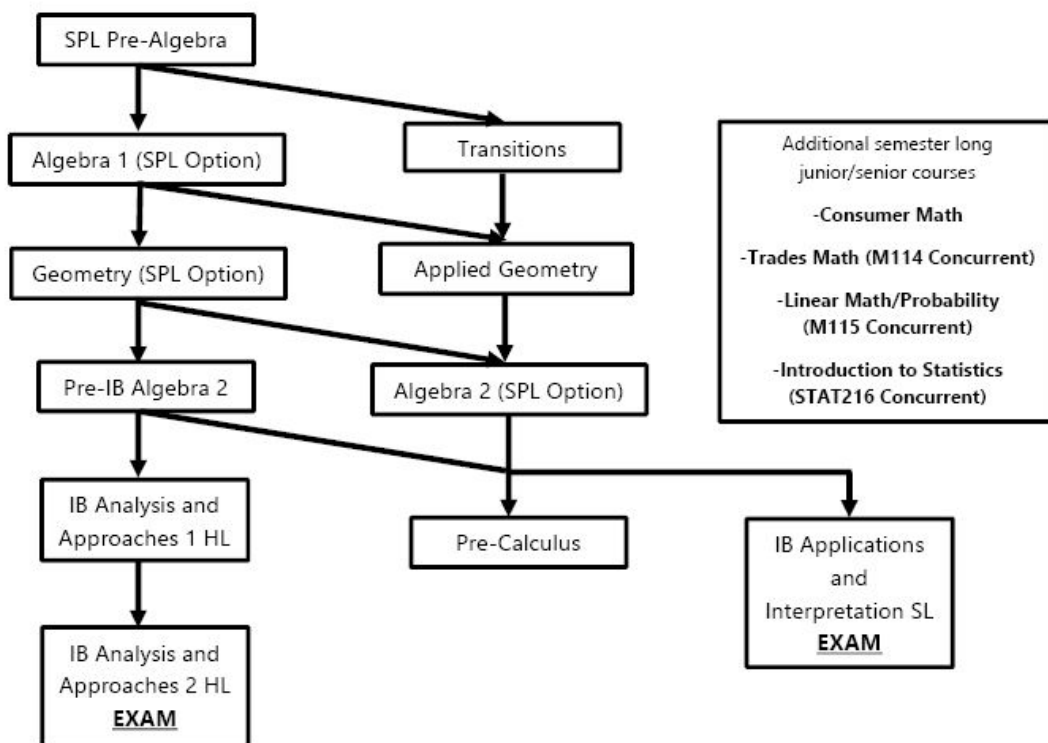 SPL Pre-Algebra
Algebra 1 (SPL Option)
Transitions
Geometry (SPL Option)
Applied Geometry
Pre-IB Algebra 2
Algebra 2 (SPL Option)
IB Analysis and
Approaches 1 HL
Pre-Calculus
IB Applications
and
Interpretation SL
EXAM
IB Analysis and
Approaches 2 HL
EXAM
Additional semester long
junior/senior courses
-Consumer Math
-Trades Math (M114 Concurrent)
-Linear Math/Probability
(M115 Concurrent)
-Introduction to Statistics
(STAT216 Concurrent)